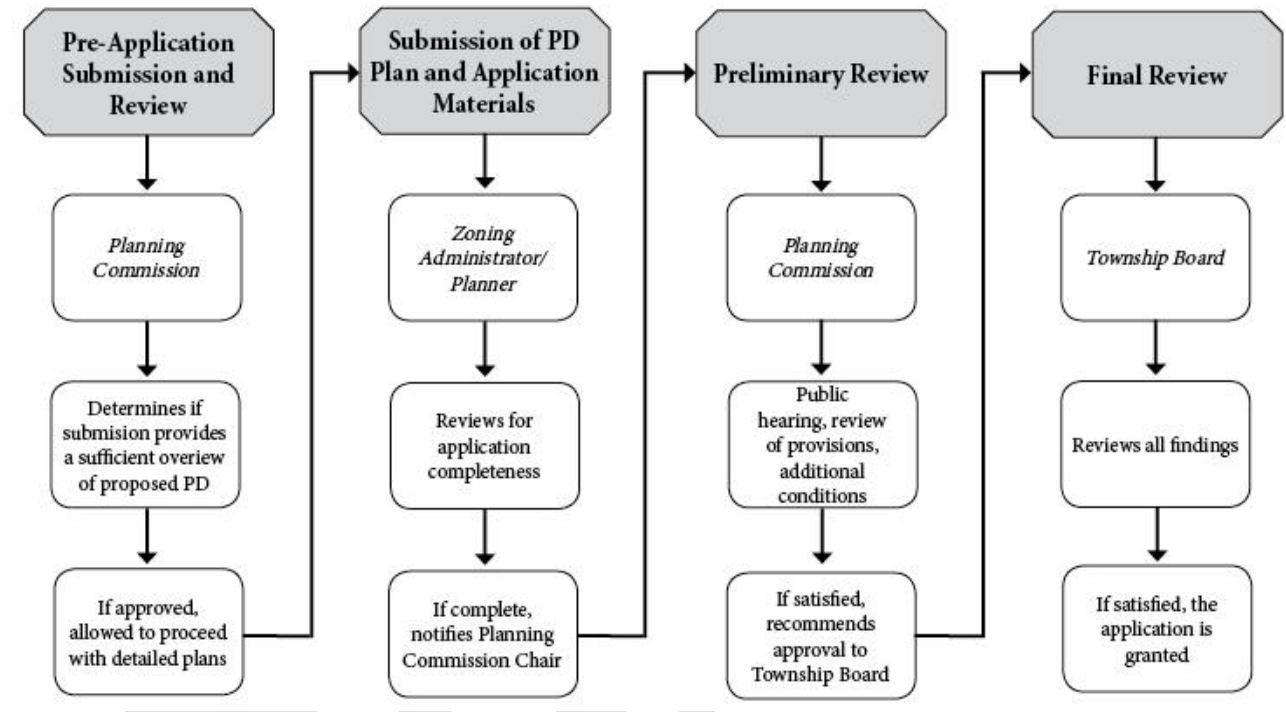 Pre-Application
Submission and
Review
Planning
Commission
Determines if
submision provides
a sufficient overiew
of proposed PD
If approved,
allowed to proceed
with detailed plans
Submission of PD
Plan and Application
Materials
Zoning
Administrator/
Planner
Reviews for
application
completeness
If complete,
notifies Planning
Commission Chair
Preliminary Review
Planning
Commission
Public
hearing, review
of provisions,
additional
conditions
If satisfied,
recommends
approval to
Township Board
Final Review
Township Board
Reviews all findings
If satisfied, the
application is
granted